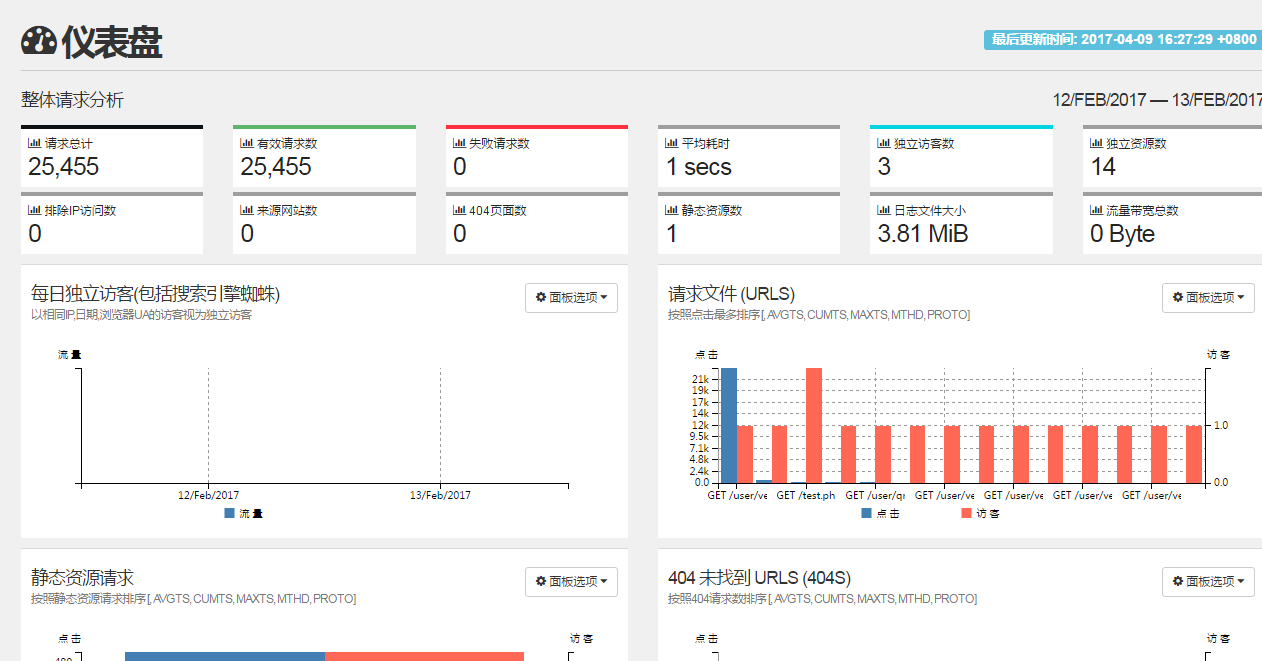 仪表盘
最后更新时间: 2017-04-09 16:27:29 +0800
整体请求分析
12/FEB/2017 — 13/FEB/2017
请求总计
25,455
有效请求数
25,455
失败请求数
0
平均耗时
1 secs
独立访客数
3
独立资源数
14
排除IP访问数
0
来源网站数
0
404页面数
0
静态资源数
1
日志文件大小
3.81 MiB
流量带宽总数
0 Byte
每日独立访客(包括搜索引擎蜘蛛)
面板选项
以相同IP,日期,浏览器UA的访客视为独立访客
流量
12/Feb/2017
13/Feb/2017
流量
请求文件 (URLS)
面板选项
按照点击最多排序[, AVGTS, CUMTS, MAXTS, MTHD, PROTO]
点击
访客
21k
19k
17k
14k
12k
9.5k
7.1k
4.8k
2.4k
0.0
1.0
0.0
GET /user/ve
GET /test.ph
GET /user/qr
GET /user/ve
GET /user/ve
GET /user/ve
GET /user/ve
点击
访客
静态资源请求
面板选项
按照静态资源请求排序[, AVGTS, CUMTS, MAXTS, MTHD, PROTO]
点击
访客
404 未找到 URLS (404S)
面板选项
按照404请求数排序[, AVGTS, CUMTS, MAXTS, MTHD, PROTO]
点击
访客